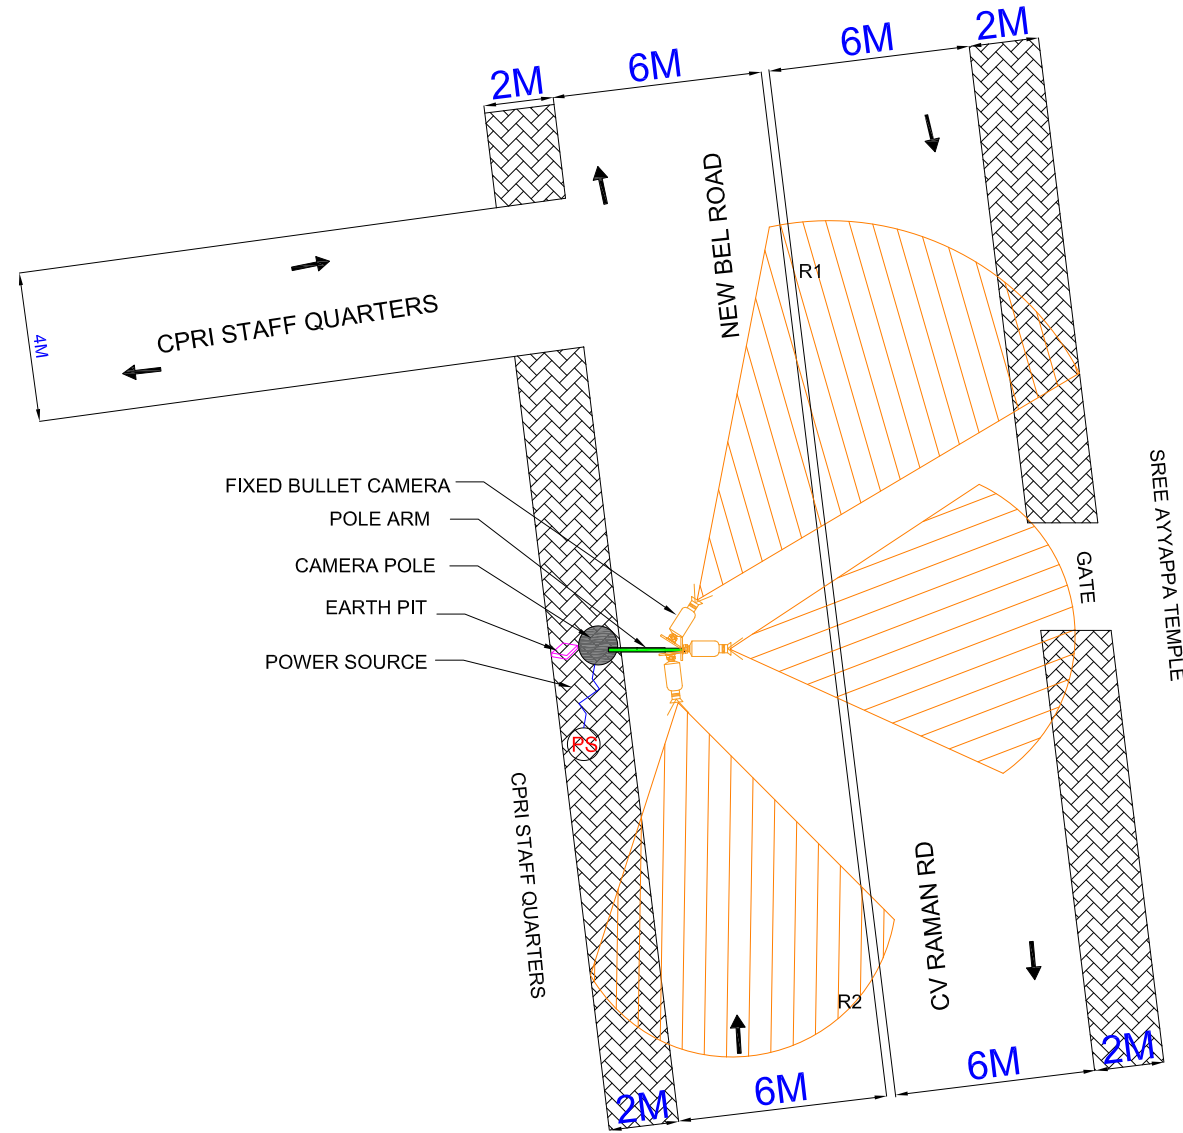 2M
6M
6M
2M
NEW BEL ROAD
R1
CPRI STAFF QUARTERS
4M
FIXED BULLET CAMERA
POLE ARM
CAMERA POLE
EARTH PIT
POWER SOURCE
PS
GATE
SREE AYYAPPA TEMPLE
CPRI STAFF QUARTERS
CV RAMAN RD
R2
2M
6M
6M
2M